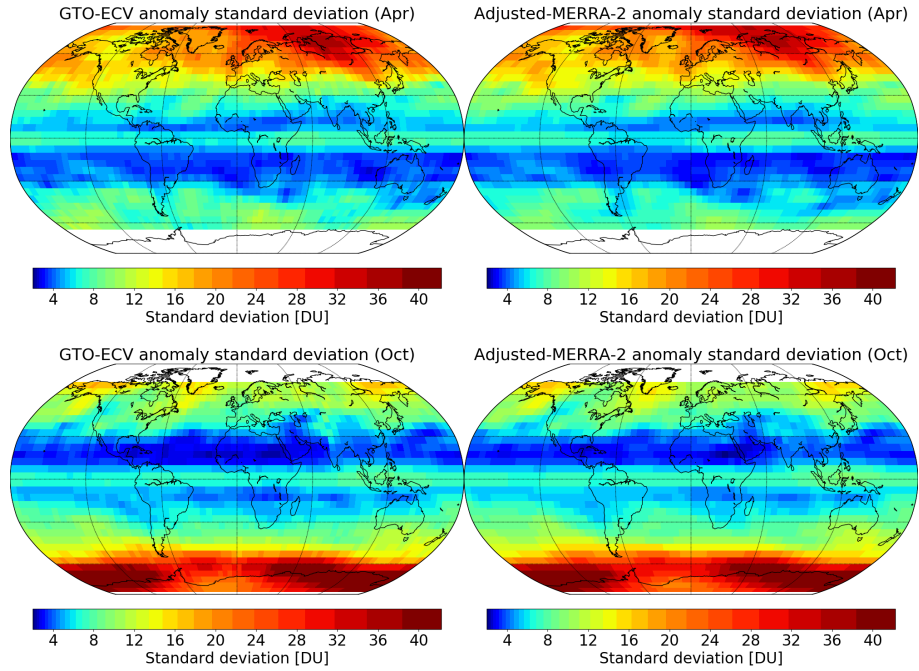 GTO-ECV anomaly standard deviation (Apr)
Adjusted-MERRA-2 anomaly standard deviation (Apr)
4 8 12 16 20 24 28 32 36 40
Standard deviation [DU]
4 8 12 16 20 24 28 32 36 40
Standard deviation [DU]
GTO-ECV anomaly standard deviation (Oct)
Adjusted-MERRA-2 anomaly standard deviation (Oct)
4 8 12 16 20 24 28 32 36 40
Standard deviation [DU]
4 8 12 16 20 24 28 32 36 40
Standard deviation [DU]